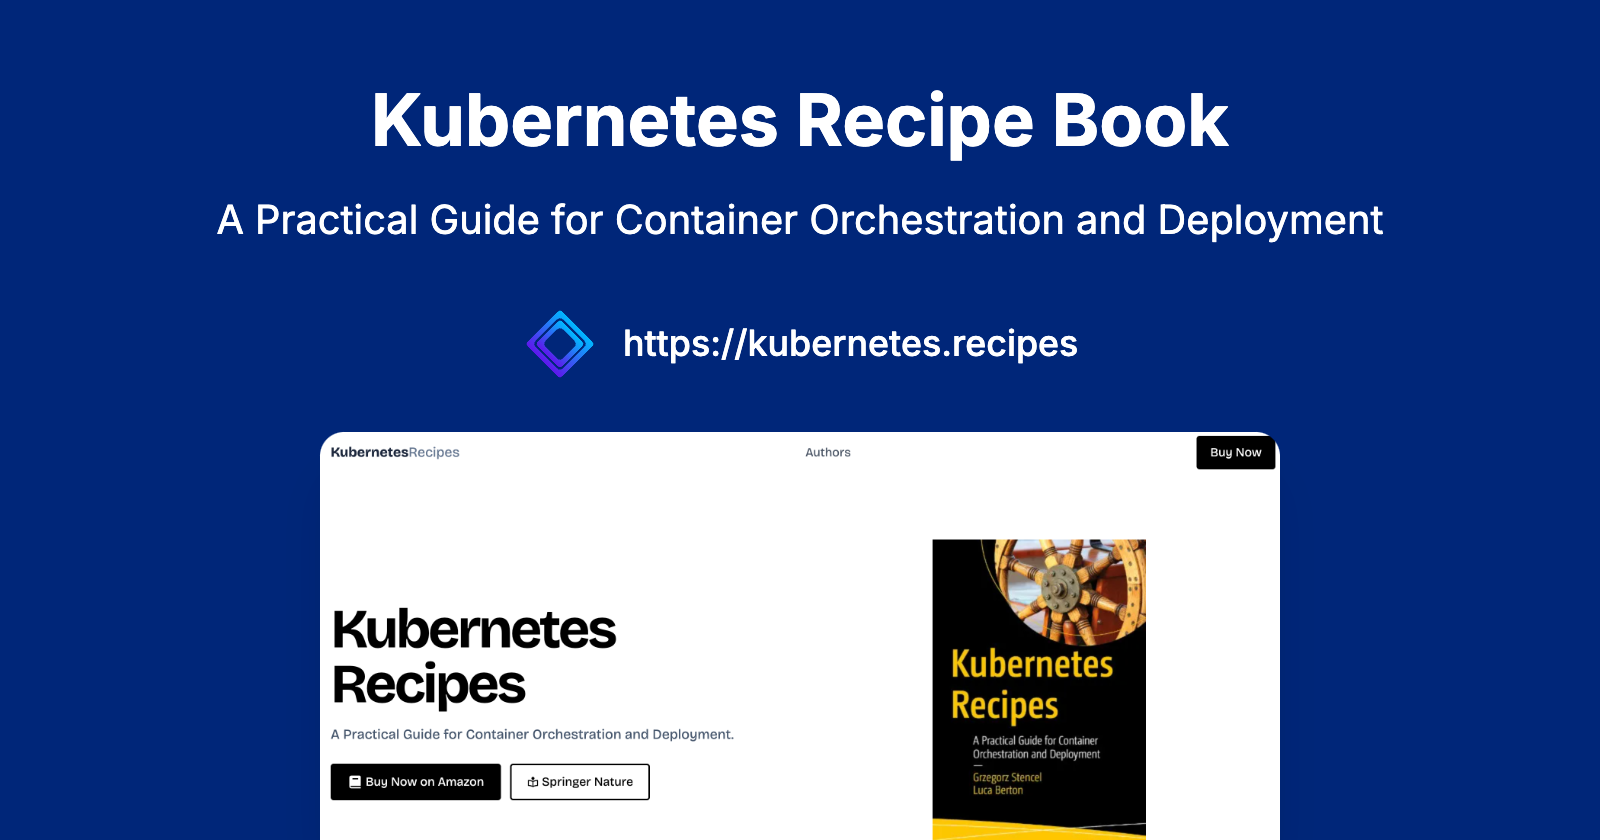 Kubernetes Recipe Book
A Practical Guide for Container Orchestration and Deployment
https://kubernetes.recipes
KubernetesRecipes
Authors
Buy Now
Kubernetes
Recipes
A Practical Guide for Container Orchestration and Deployment.
Buy Now on Amazon
Springer Nature
Kubernetes
Recipes
A Practical Guide for Container
Orchestration and Deployment
—
Grzegorz Stencel
Luca Berton